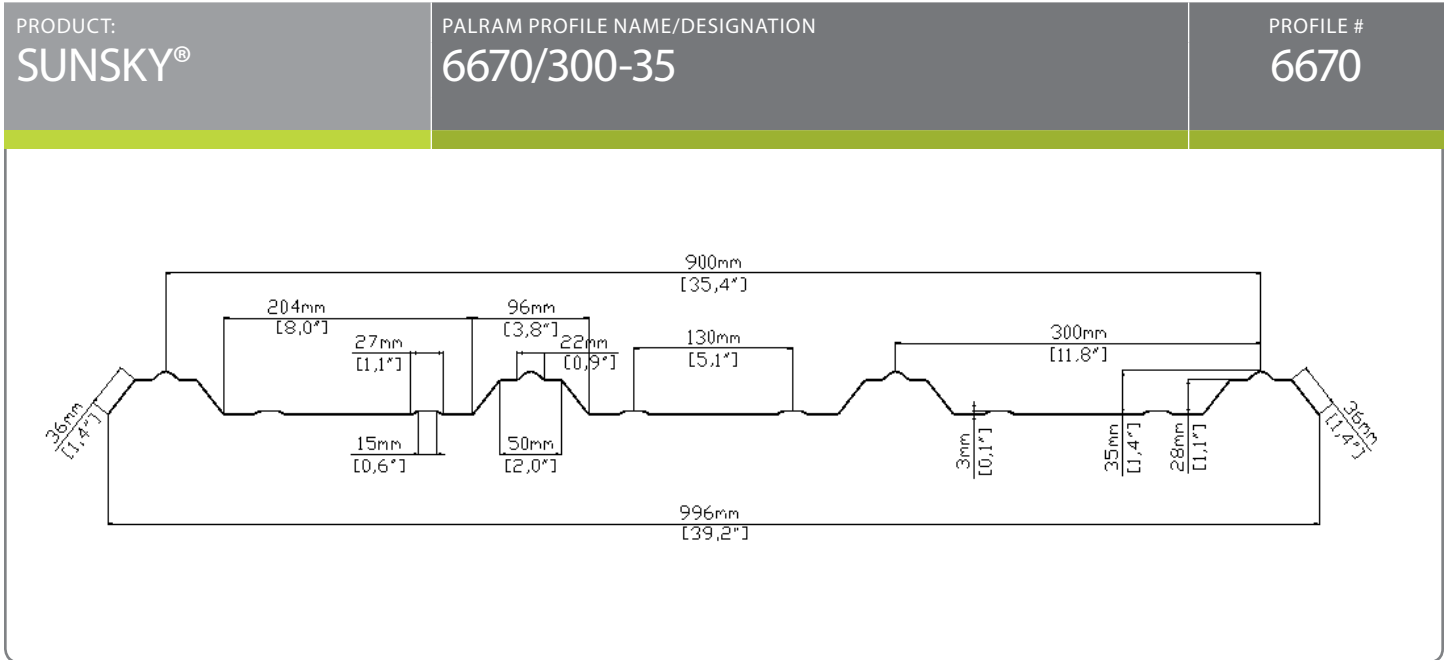 PRODUCT:
SUNSKY®
PALRAM PROFILE NAME/DESIGNATION
6670/300-35
PROFILE #
6670
900mm
[35,4"]
204mm
[8,0"]
96mm
[3,8"]
27mm
[1,1"]
22mm
[0,9"]
130mm
[5,1"]
300mm
[11,8"]
36mm
[1,4"]
15mm
[0,6"]
50mm
[2,0"]
3mm
[0,1"]
35mm
[1,4"]
28mm
[1,1"]
36mm
[1,4"]
996mm
[39,2"]